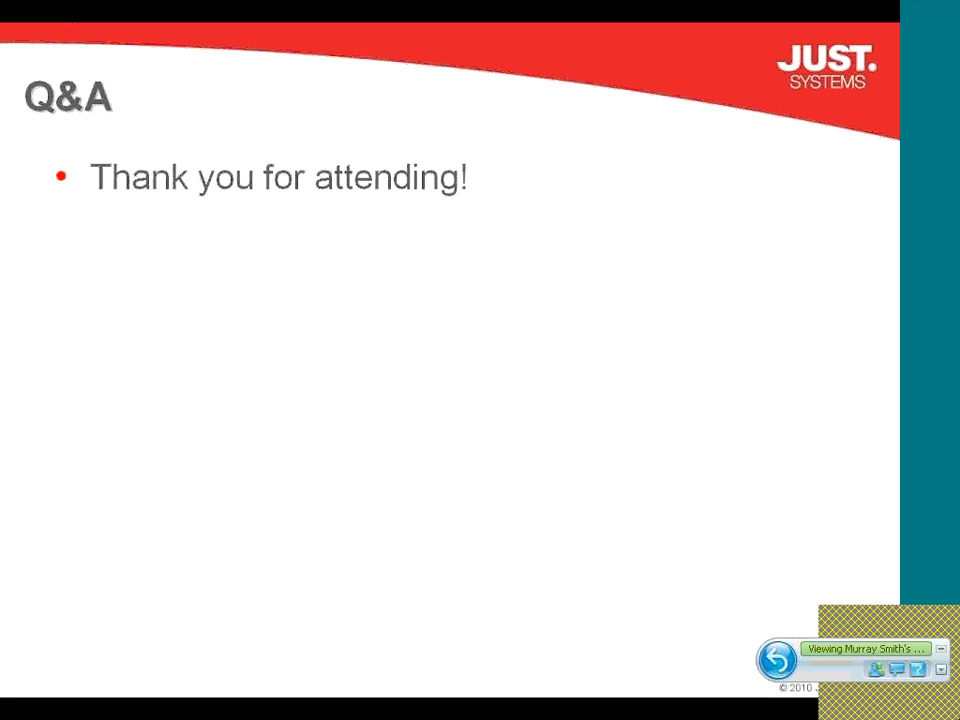 JUST.
SYSTEMS
Q&A
• Thank you for attending!
Viewing Murray Smith's ...
© 2010 J